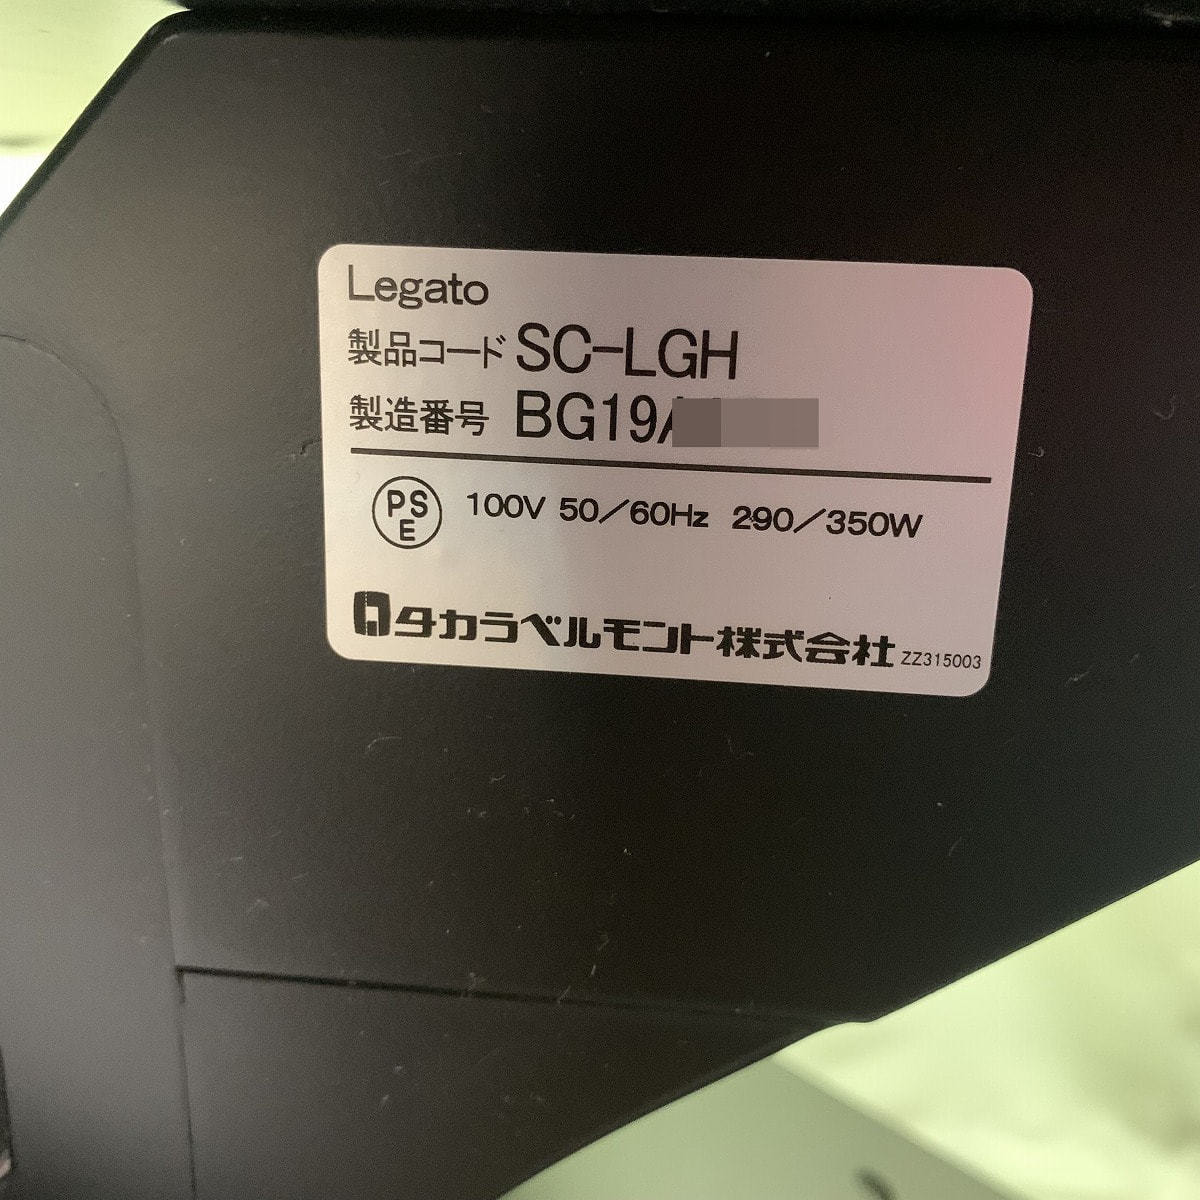 Legato
製品コード SC-LGH
製造番号 BG19A
PS
E
100V 50/60Hz 290/350W
タカラベルモント株式会社 ZZ315003